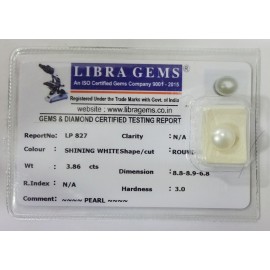 LIBRA GEMS
An ISO Certified Gems Company 9001 - 2015
Registered Under the Trade Mark with Govt. of India
website : www.libragems.co.in
GEMS & DIAMOND CERTIFIED TESTING REPORT
ReportNo: LP 827 Clarity : N/A
Colour : SHINING WHITE Shape/cut : ROUND
Wt : 3.86 cts Dimension : 8.8-8.9-6.8
R.Index : N/A Hardness : 3.0
Comment: ~~~~ PEARL ~~~~